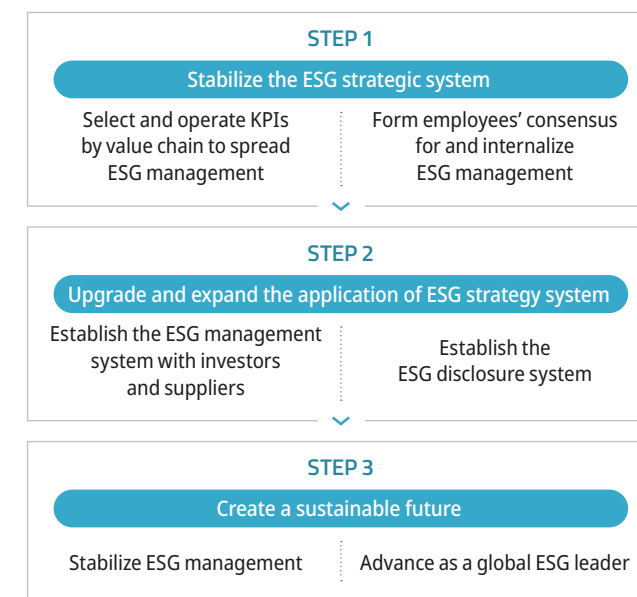 STEP 1
Stabilize the ESG strategic system
Select and operate KPIs
by value chain to spread
ESG management
Form employees’ consensus
for and internalize
ESG management
STEP 2
Upgrade and expand the application of ESG strategy system
Establish the ESG management
system with investors
and suppliers
Establish the
ESG disclosure system
STEP 3
Create a sustainable future
Stabilize ESG management
Advance as a global ESG leader